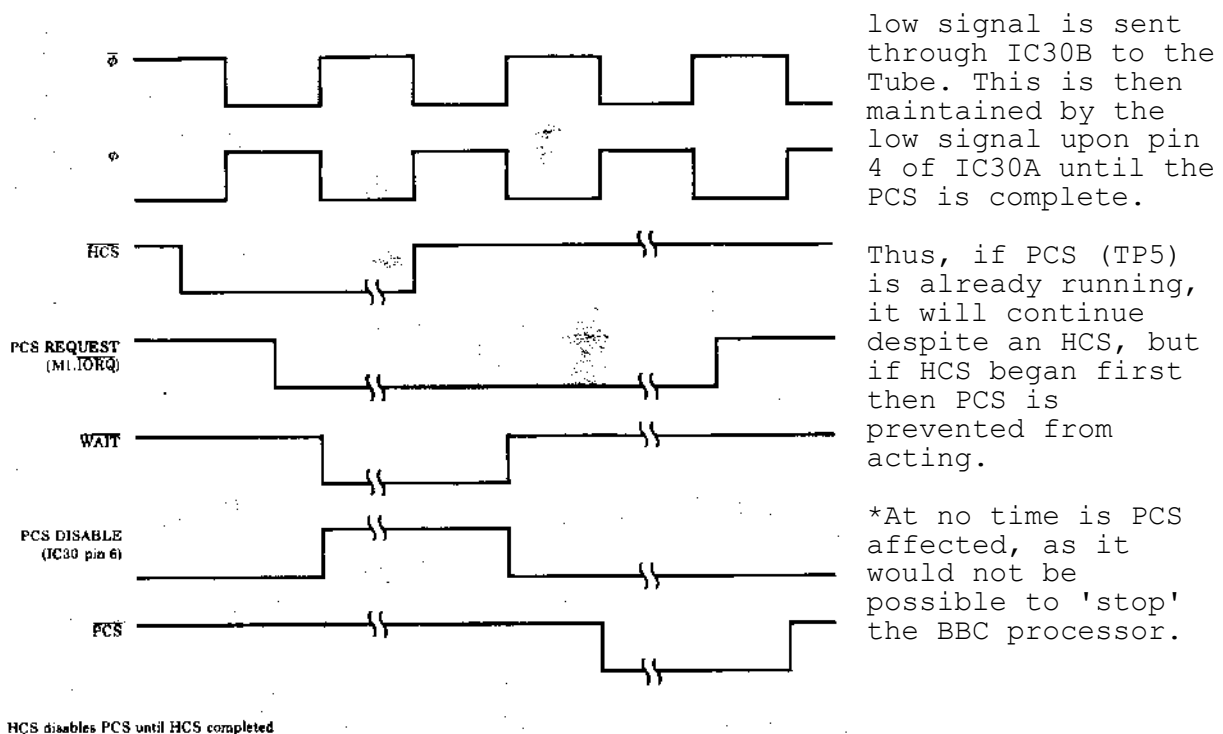 φ̅
φ
H̅C̅S̅
PCS REQUEST
(M1.I̅O̅R̅Q̅)
W̅A̅I̅T̅
PCS DISABLE
(IC30 pin 6)
P̅C̅S̅
HCS disables PCS until HCS completed
low signal is sent
through IC30B to the
Tube. This is then
maintained by the
low signal upon pin
4 of IC30A until the
PCS is complete.
Thus, if PCS (TP5)
is already running,
it will continue
despite an HCS, but
if HCS began first
then PCS is
prevented from
acting.
*At no time is PCS
affected, as it
would not be
possible to 'stop'
the BBC processor.